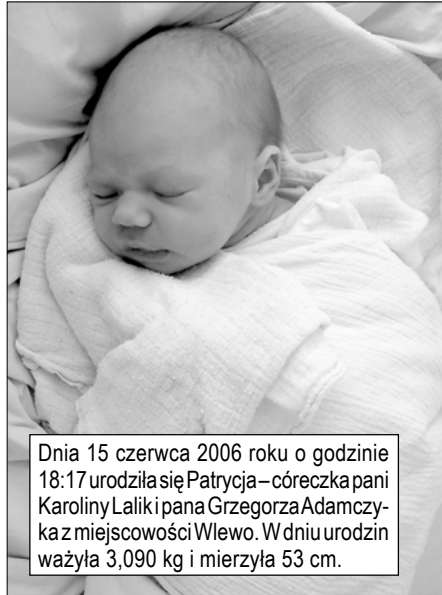 Dnia 15 czerwca 2006 roku o godzinie
18:17 urodziła się Patrycja – córeczka pani
Karoliny Lalik i pana Grzegorza Adamczy-
ka z miejscowości Wlewo. W dniu urodzin
ważyła 3,090 kg i mierzyła 53 cm.